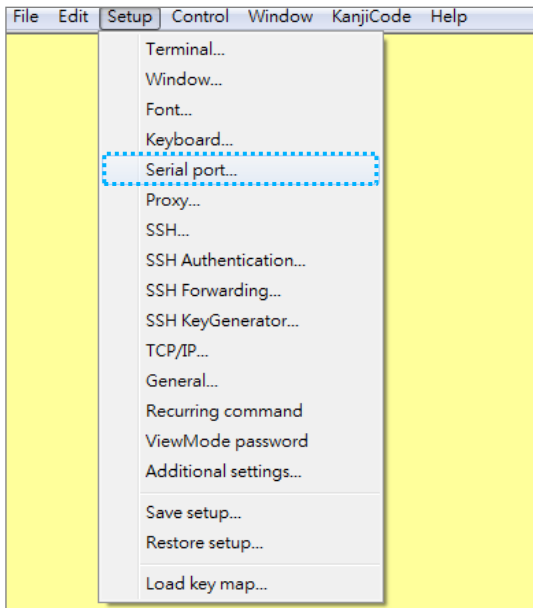 File Edit Setup Control Window KanjiCode Help
Terminal...
Window...
Font...
Keyboard...
Serial port...
Proxy...
SSH...
SSH Authentication...
SSH Forwarding...
SSH KeyGenerator...
TCP/IP...
General...
Recurring command
ViewMode password
Additional settings...
Save setup...
Restore setup...
Load key map...